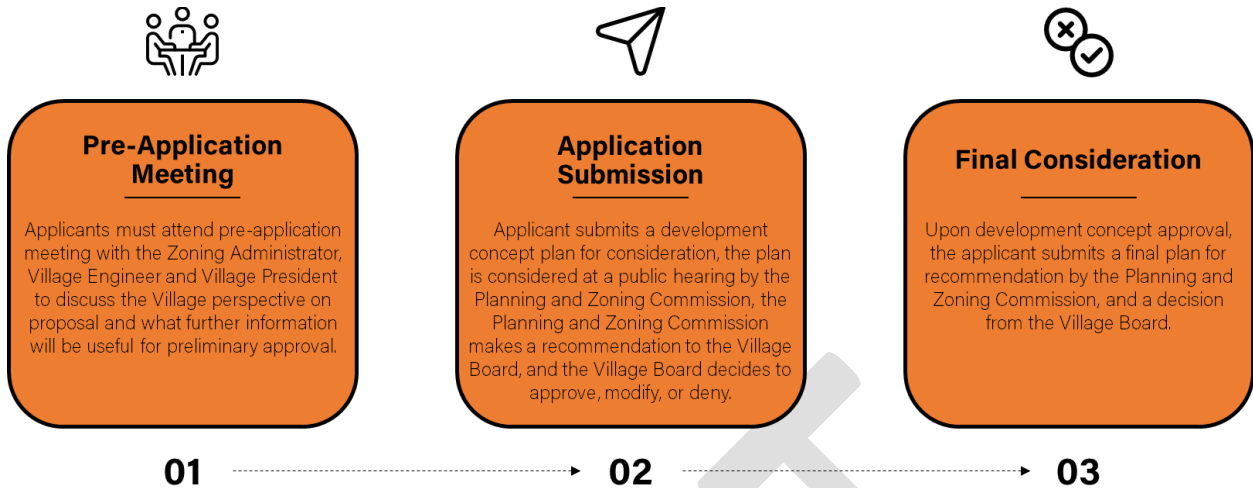 Pre-Application
Meeting
Applicants must attend pre-application
meeting with the Zoning Administrator,
Village Engineer and Village President
to discuss the Village perspective on
proposal and what further information
will be useful for preliminary approval.
Application
Submission
Applicant submits a development
concept plan for consideration, the plan
is considered at a public hearing by the
Planning and Zoning Commission, the
Planning and Zoning Commission
makes a recommendation to the Village
Board, and the Village Board decides to
approve, modify, or deny.
Final Consideration
Upon development concept approval,
the applicant submits a final plan for
recommendation by the Planning and
Zoning Commission, and a decision
from the Village Board.
01
02
03